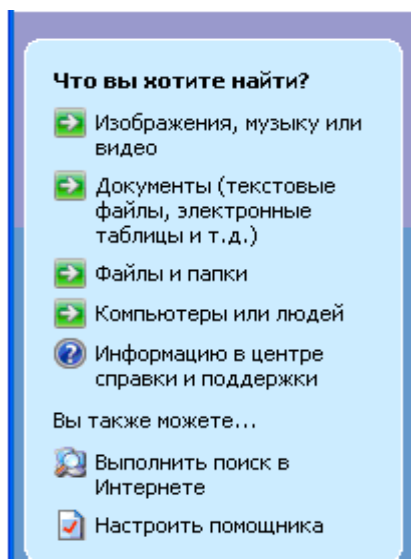 Что вы хотите найти?
Изображения, музыку или
видео
Документы (текстовые
файлы, электронные
таблицы и т.д.)
Файлы и папки
Компьютеры или людей
Информацию в центре
справки и поддержки
Вы также можете...
Выполнить поиск в
Интернете
Настроить помощника